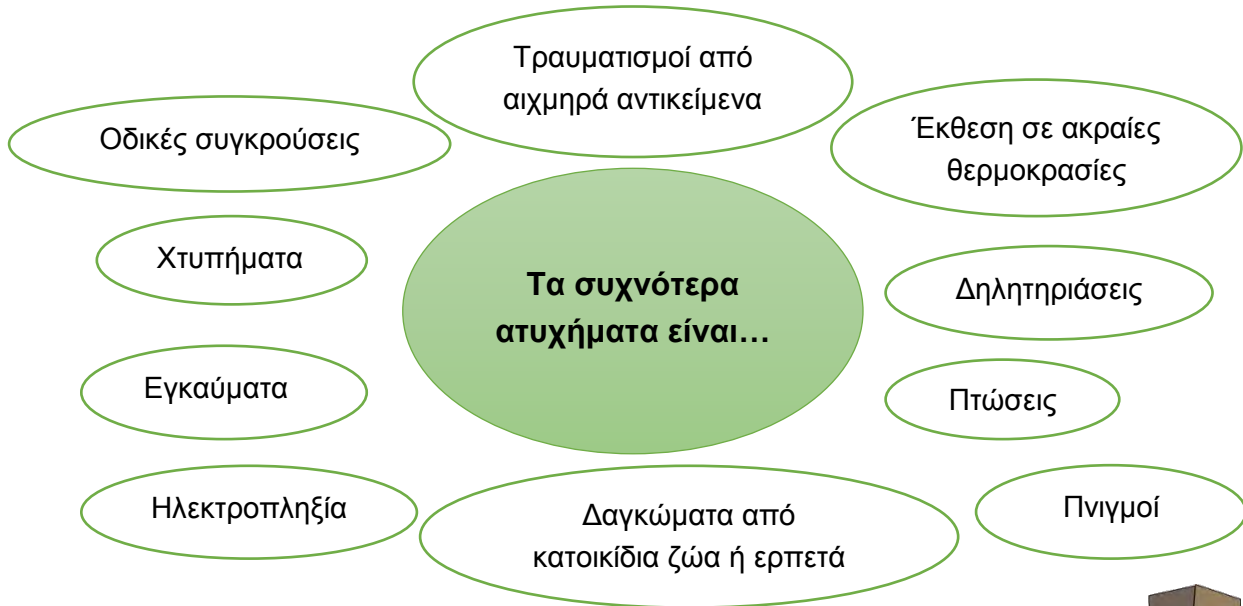 Τραυματισμοί από
αιχμηρά αντικείμενα
Οδικές συγκρούσεις
Έκθεση σε ακραίες
θερμοκρασίες
Χτυπήματα
Τα συχνότερα
ατυχήματα είναι…
Δηλητηριάσεις
Εγκαύματα
Πτώσεις
Ηλεκτροπληξία
Δαγκώματα από
κατοικίδια ζώα ή ερπετά
Πνιγμοί